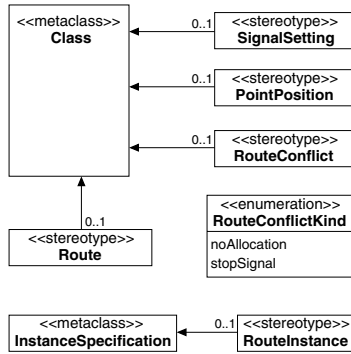 <<metaclass>>
Class
0..1
<<stereotype>>
SignalSetting
0..1
<<stereotype>>
PointPosition
0..1
<<stereotype>>
RouteConflict
0..1
<<stereotype>>
Route
<<enumeration>>
RouteConflictKind
noAllocation
stopSignal
<<metaclass>>
InstanceSpecification
0..1
<<stereotype>>
RouteInstance